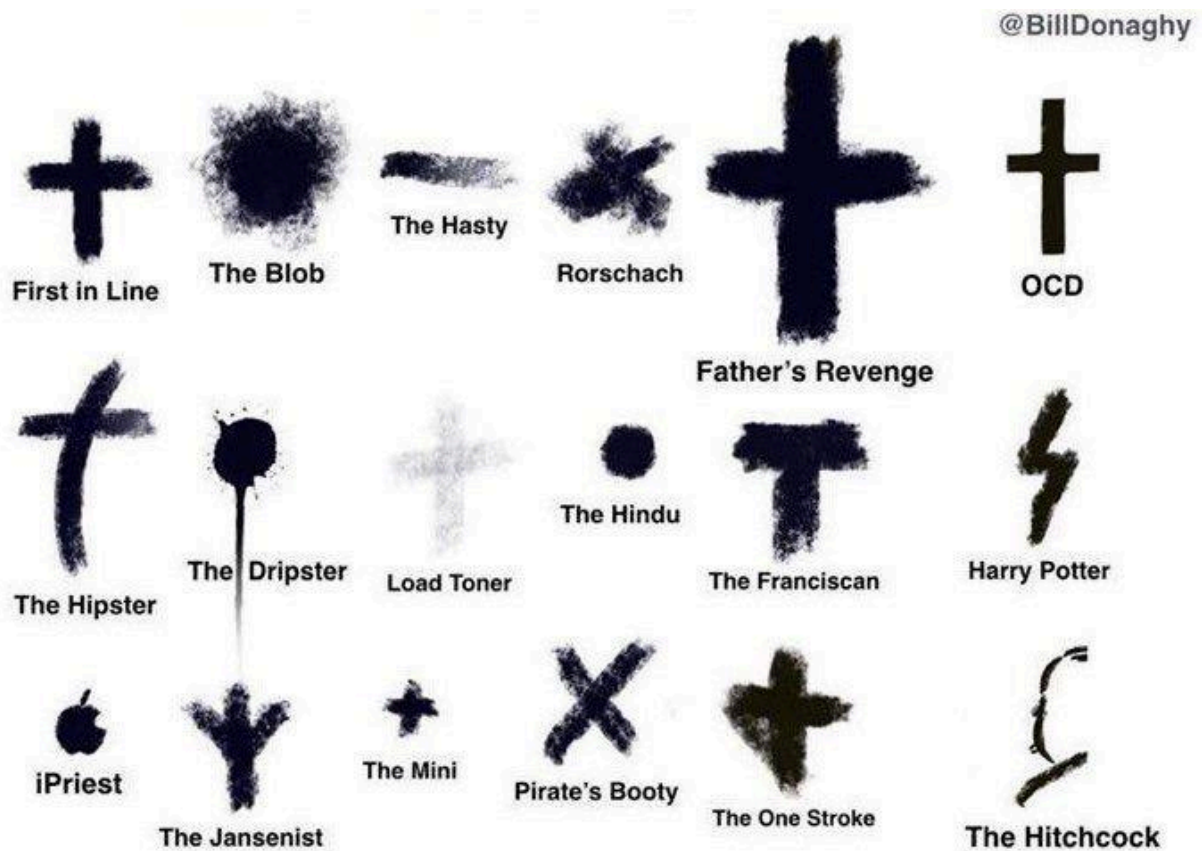 @BillDonaghy
First in Line
The Blob
The Hasty
Rorschach
Father's Revenge
OCD
The Hipster
The Dripster
Load Toner
The Hindu
The Franciscan
Harry Potter
iPriest
The Jansenist
The Mini
Pirate's Booty
The One Stroke
The Hitchcock